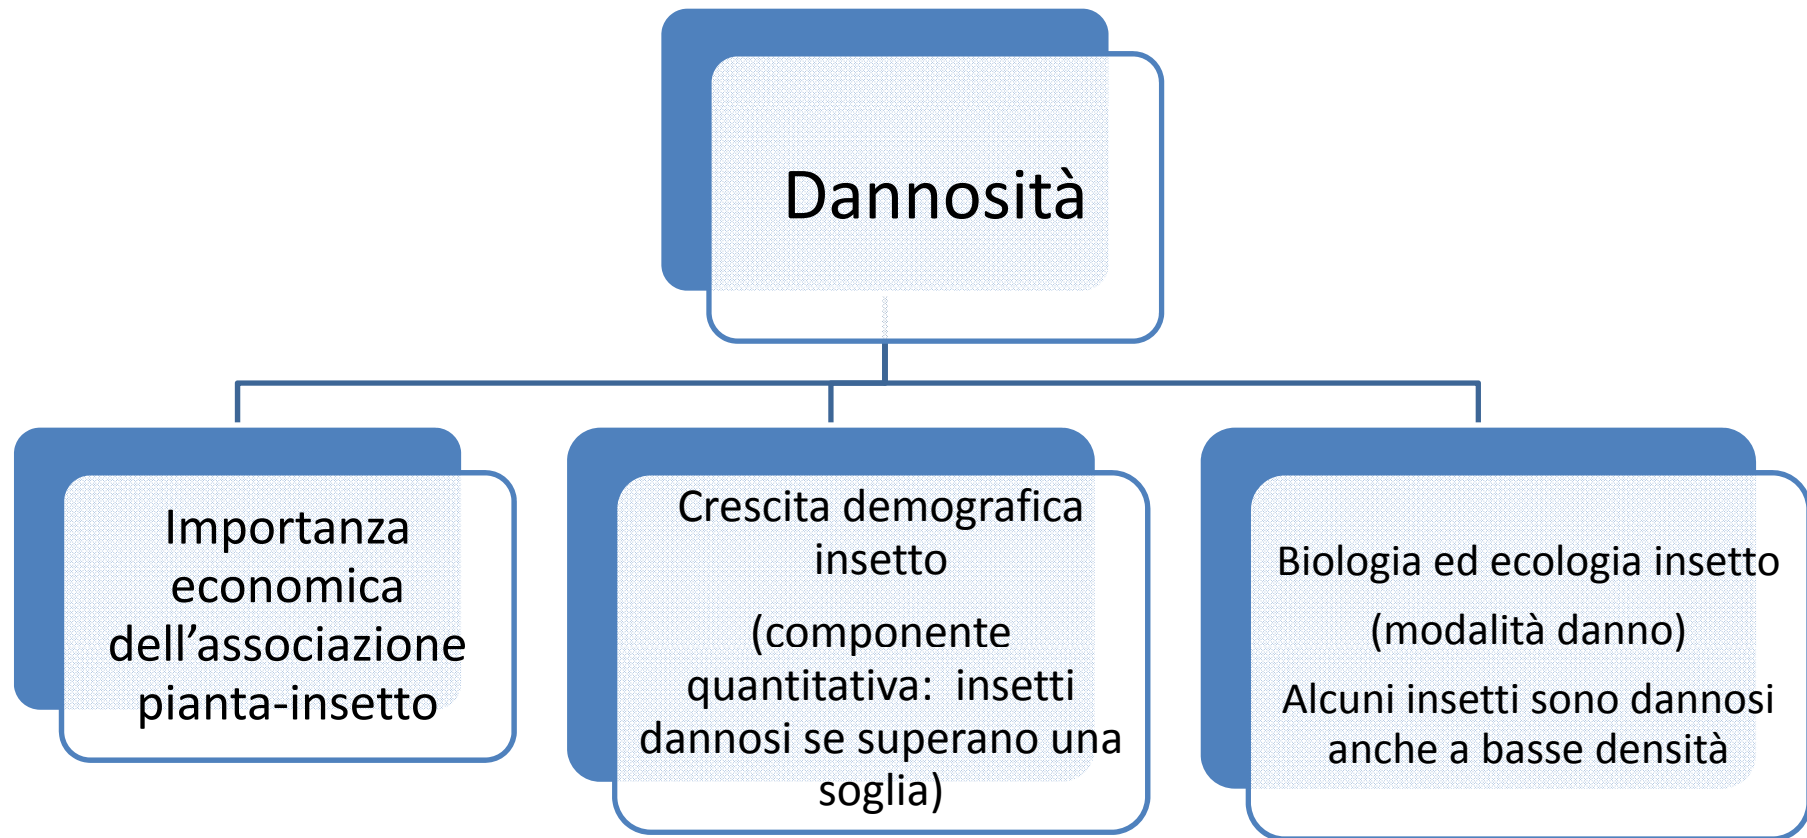 Dannosità
Importanza
economica
dell’associazione
pianta-insetto
Crescita demografica
insetto
(componente
quantitativa:  insetti
dannosi se superano una
soglia)
Biologia ed ecologia insetto
(modalità danno)
Alcuni insetti sono dannosi
anche a basse densità